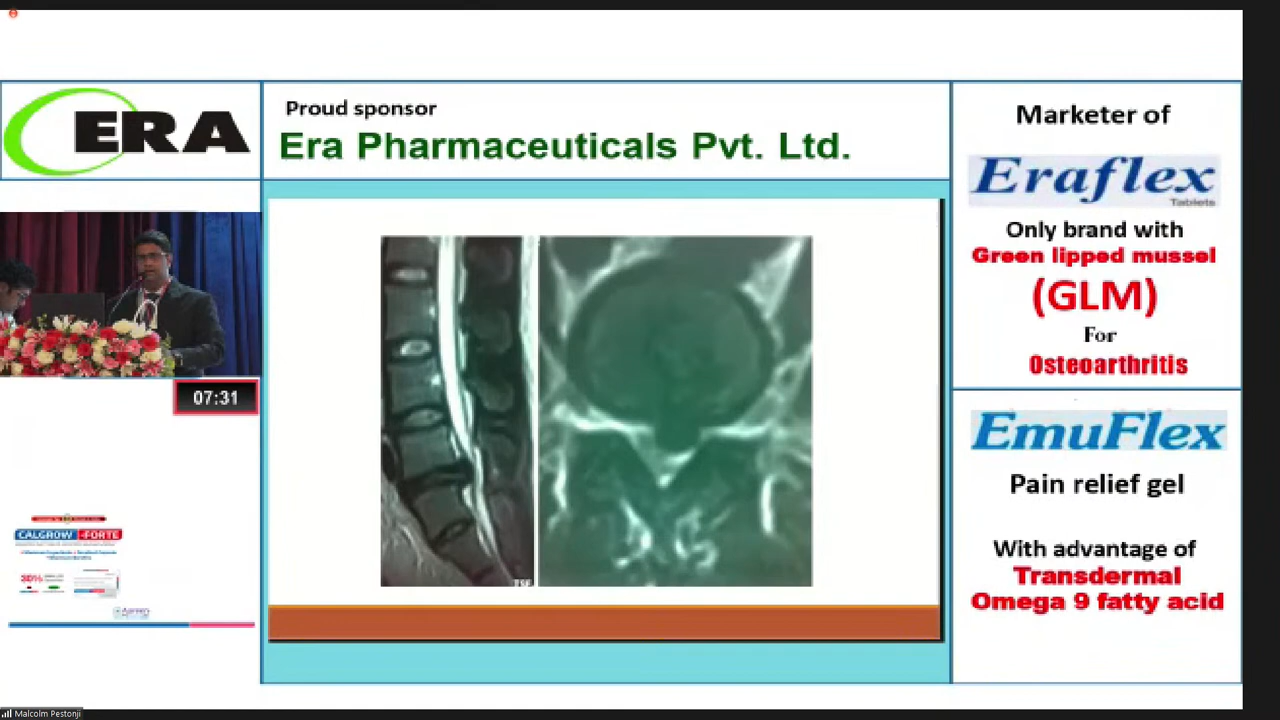 ERA
Proud sponsor
Era Pharmaceuticals Pvt. Ltd.
Marketer of
Eraflex
Tablets
Only brand with
Green lipped mussel
(GLM)
For
Osteoarthritis
EmuFlex
Pain relief gel
With advantage of
Transdermal
Omega 9 fatty acid
07:31
CALGROW -FORTE
30%
TSE
Malcolm Pestonji